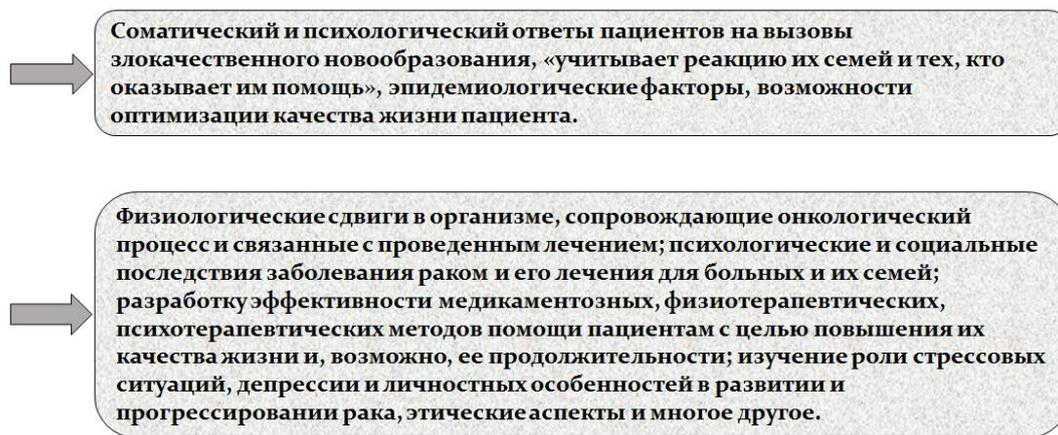 Соматический и психологический ответы пациентов на вызовы
злокачественного новообразования, «учитывает реакцию их семей и тех, кто
оказывает им помощь», эпидемиологические факторы, возможности
оптимизации качества жизни пациента.
Физиологические сдвиги в организме, сопровождающие онкологический
процесс и связанные с проведенным лечением; психологические и социальные
последствия заболевания раком и его лечения для больных и их семей;
разработку эффективности медикаментозных, физиотерапевтических,
психотерапевтических методов помощи пациентам с целью повышения их
качества жизни и, возможно, ее продолжительности; изучение роли стрессовых
ситуаций, депрессии и личностных особенностей в развитии и
прогрессировании рака, этические аспекты и многое другое.